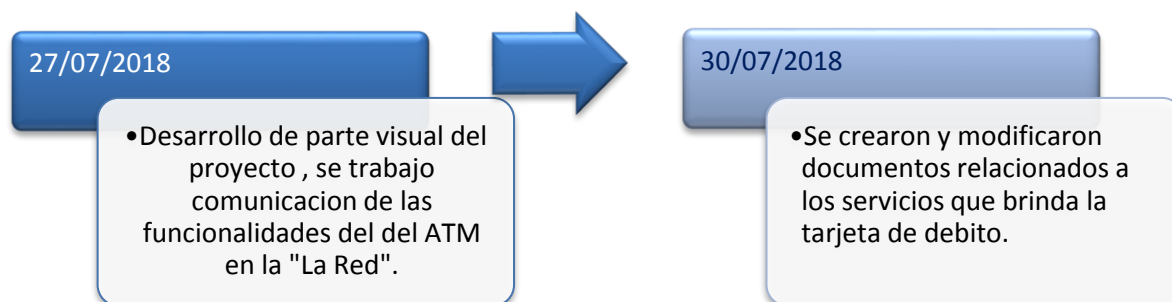 27/07/2018
•Desarrollo de parte visual del
proyecto , se trabajo
comunicacion de las
funcionalidades del del ATM
en la "La Red".
30/07/2018
•Se crearon y modificaron
documentos relacionados a
los servicios que brinda la
tarjeta de debito.